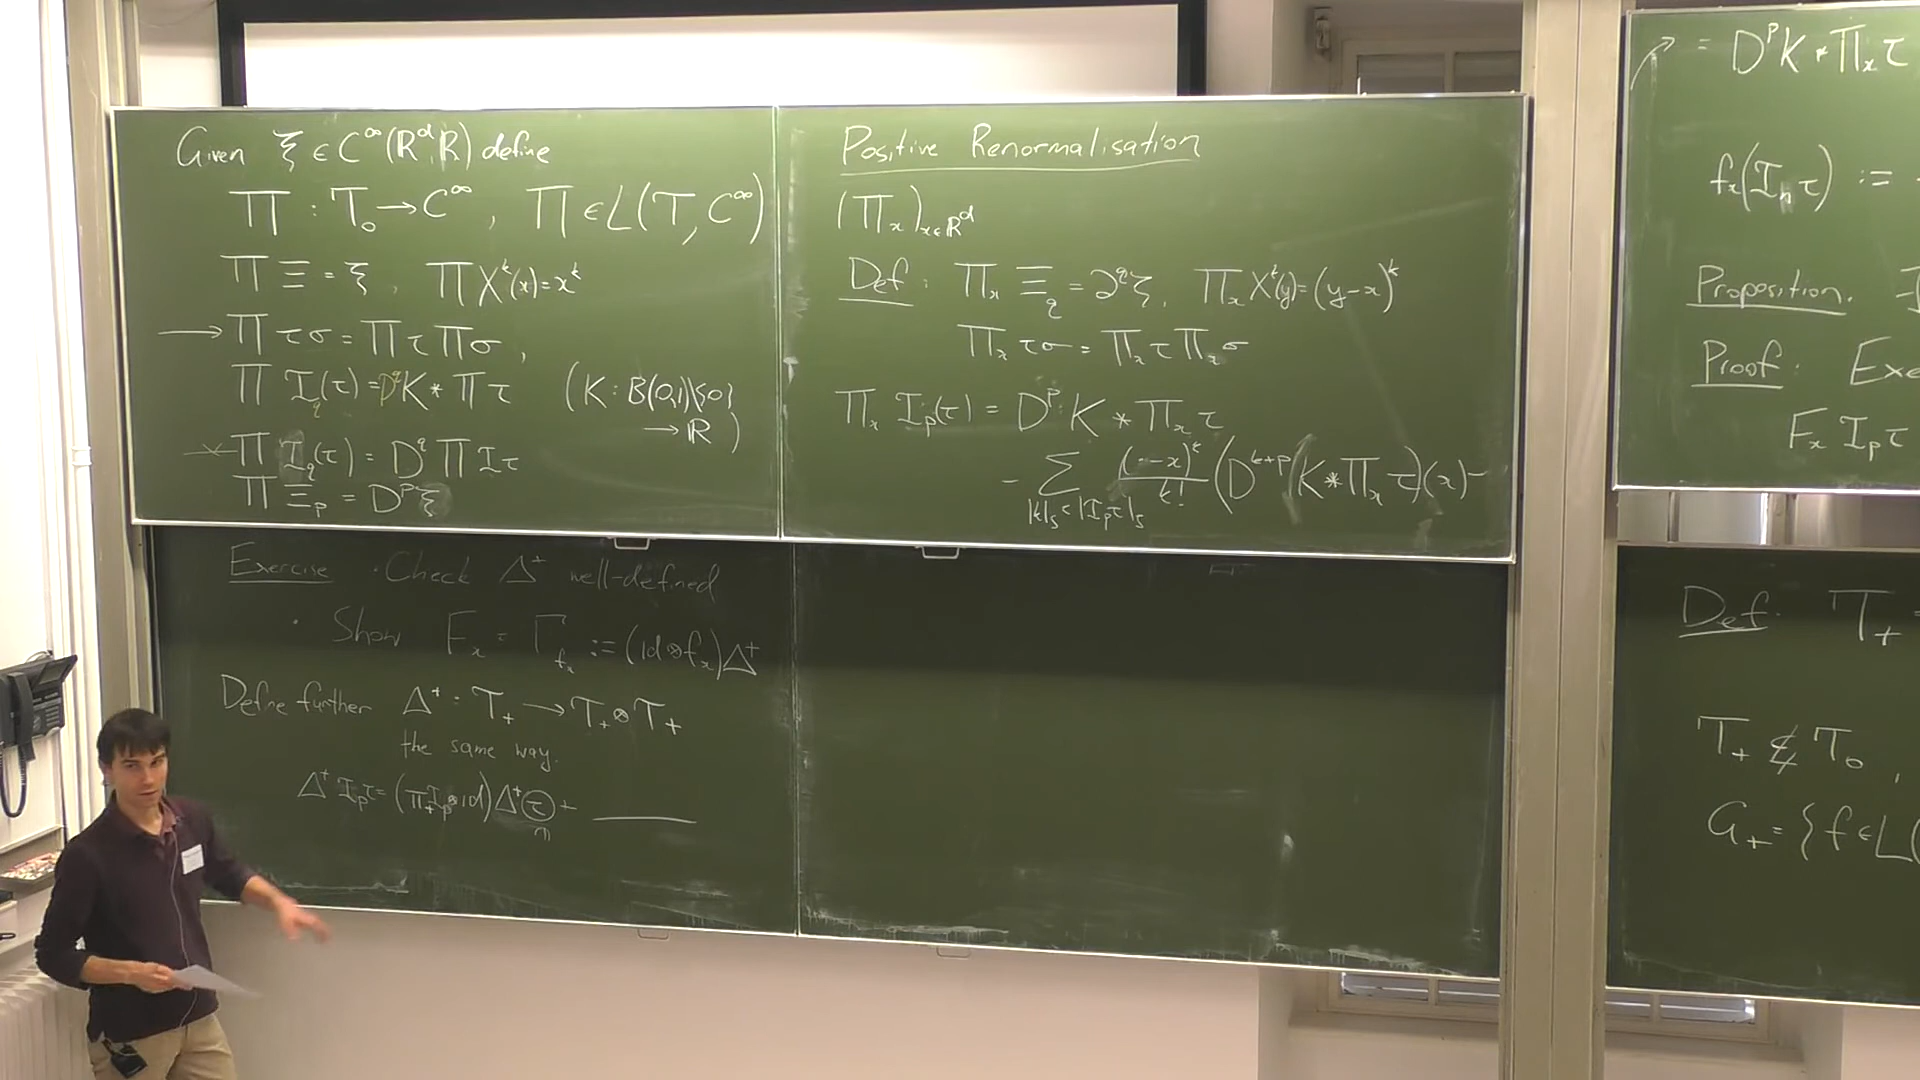 Given ξ ∈ C^∞(R^d, R) define
Π : T_0 → C^∞, Π ∈ L(T, C^∞)
Π Ξ = ξ, Π X^k(x) = x^k
→ Π τσ = Π τ Π σ,
Π I_q(τ) = D^q K * Π τ (K : B(0,1)\{0} → R)
Π I_q(τ) = D^q Π I τ
Π Ξ_p = D^p ξ
Exercise · Check Δ^+ well-defined
· Show F_x = Γ_{f_x} := (id ⊗ f_x) Δ^+
Define further Δ^+ : T_+ → T_+ ⊗ T_+
the same way.
Δ^+ I_p τ = (π_+ I_p ⊗ id) Δ^+ τ +
Positive Renormalisation
(Π_x)_{x∈R^d}
Def : Π_x Ξ_q = ∂^q ξ, Π_x X^k(y) = (y-x)^k
Π_x τσ = Π_x τ Π_x σ
Π_x I_p(τ) = D^p K * Π_x τ
- Σ_{|k|_s < |I_p τ|_s} (·-x)^k / k! (D^{k+p} K * Π_x τ)(x)
= D^p K * Π_x τ
f_x(I_n τ) :=
Proposition.
Proof : Exe
F_x I_p τ
Def. T_+
T_+ ⊄ T_0,
G_+ = {f ∈ L(